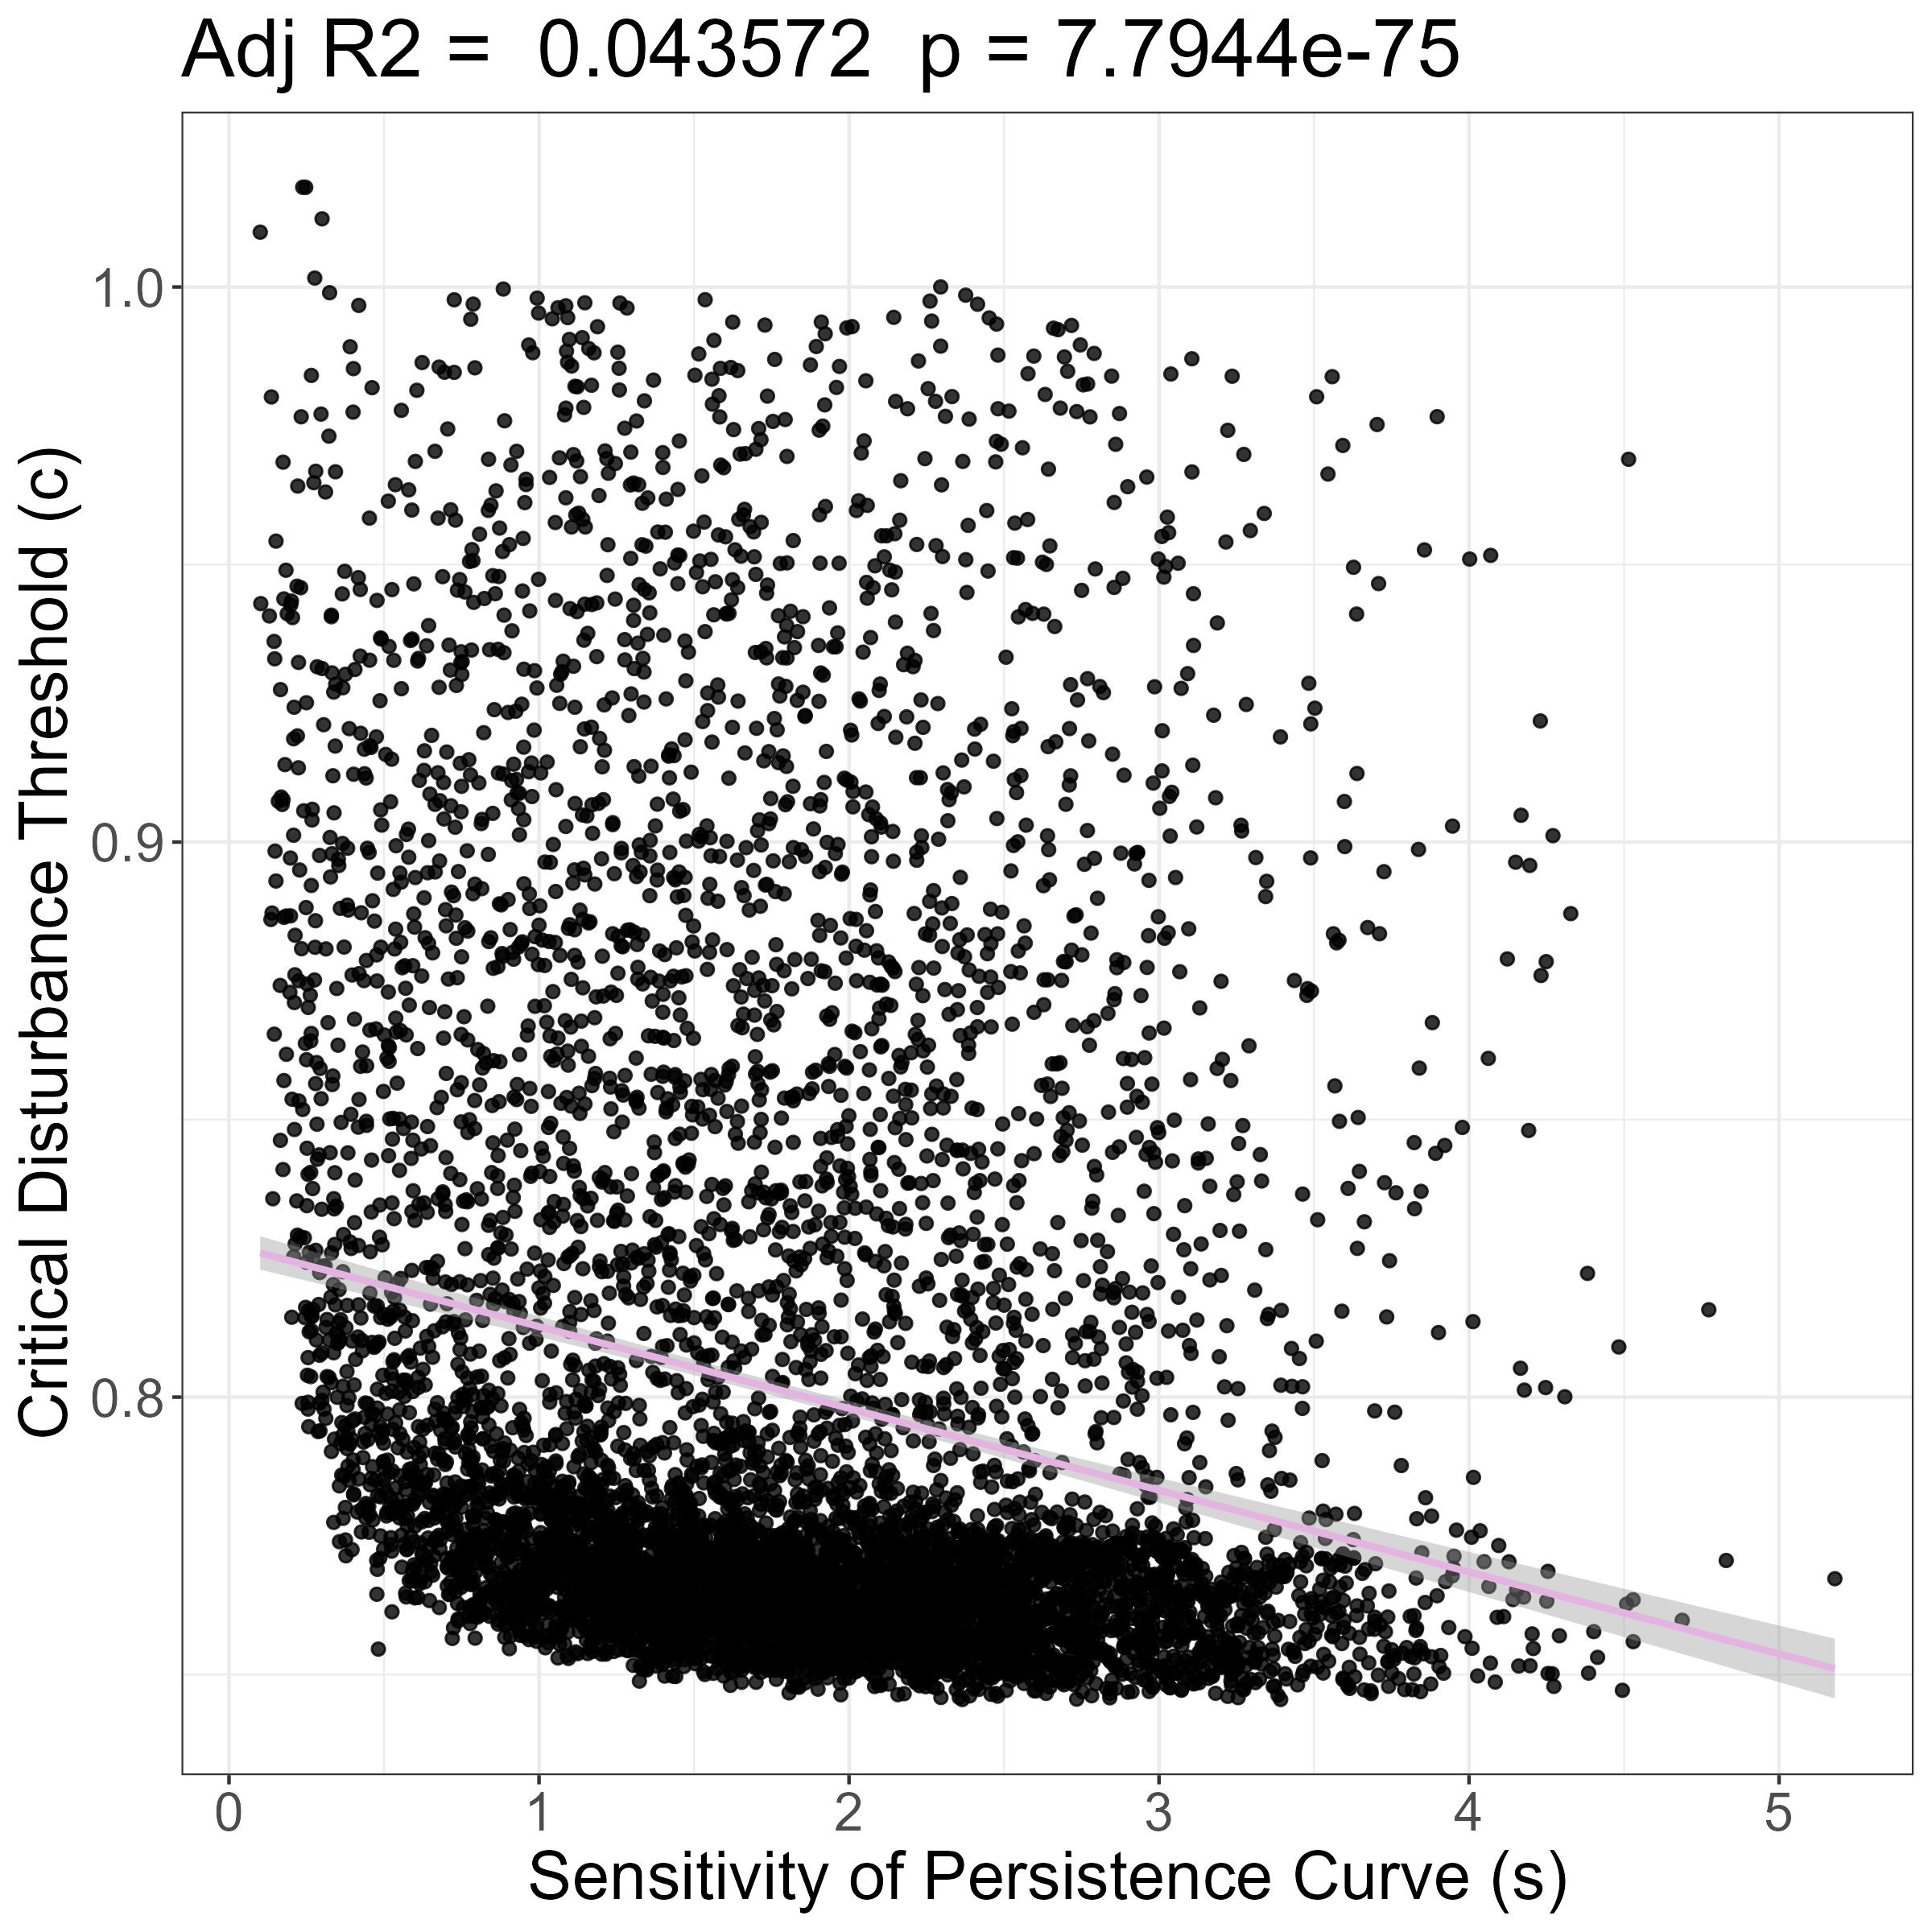 Adj R2 =  0.043572  p = 7.7944e-75
Critical Disturbance Threshold (c)
1.0
0.9
0.8
0 1 2 3 4 5
Sensitivity of Persistence Curve (s)